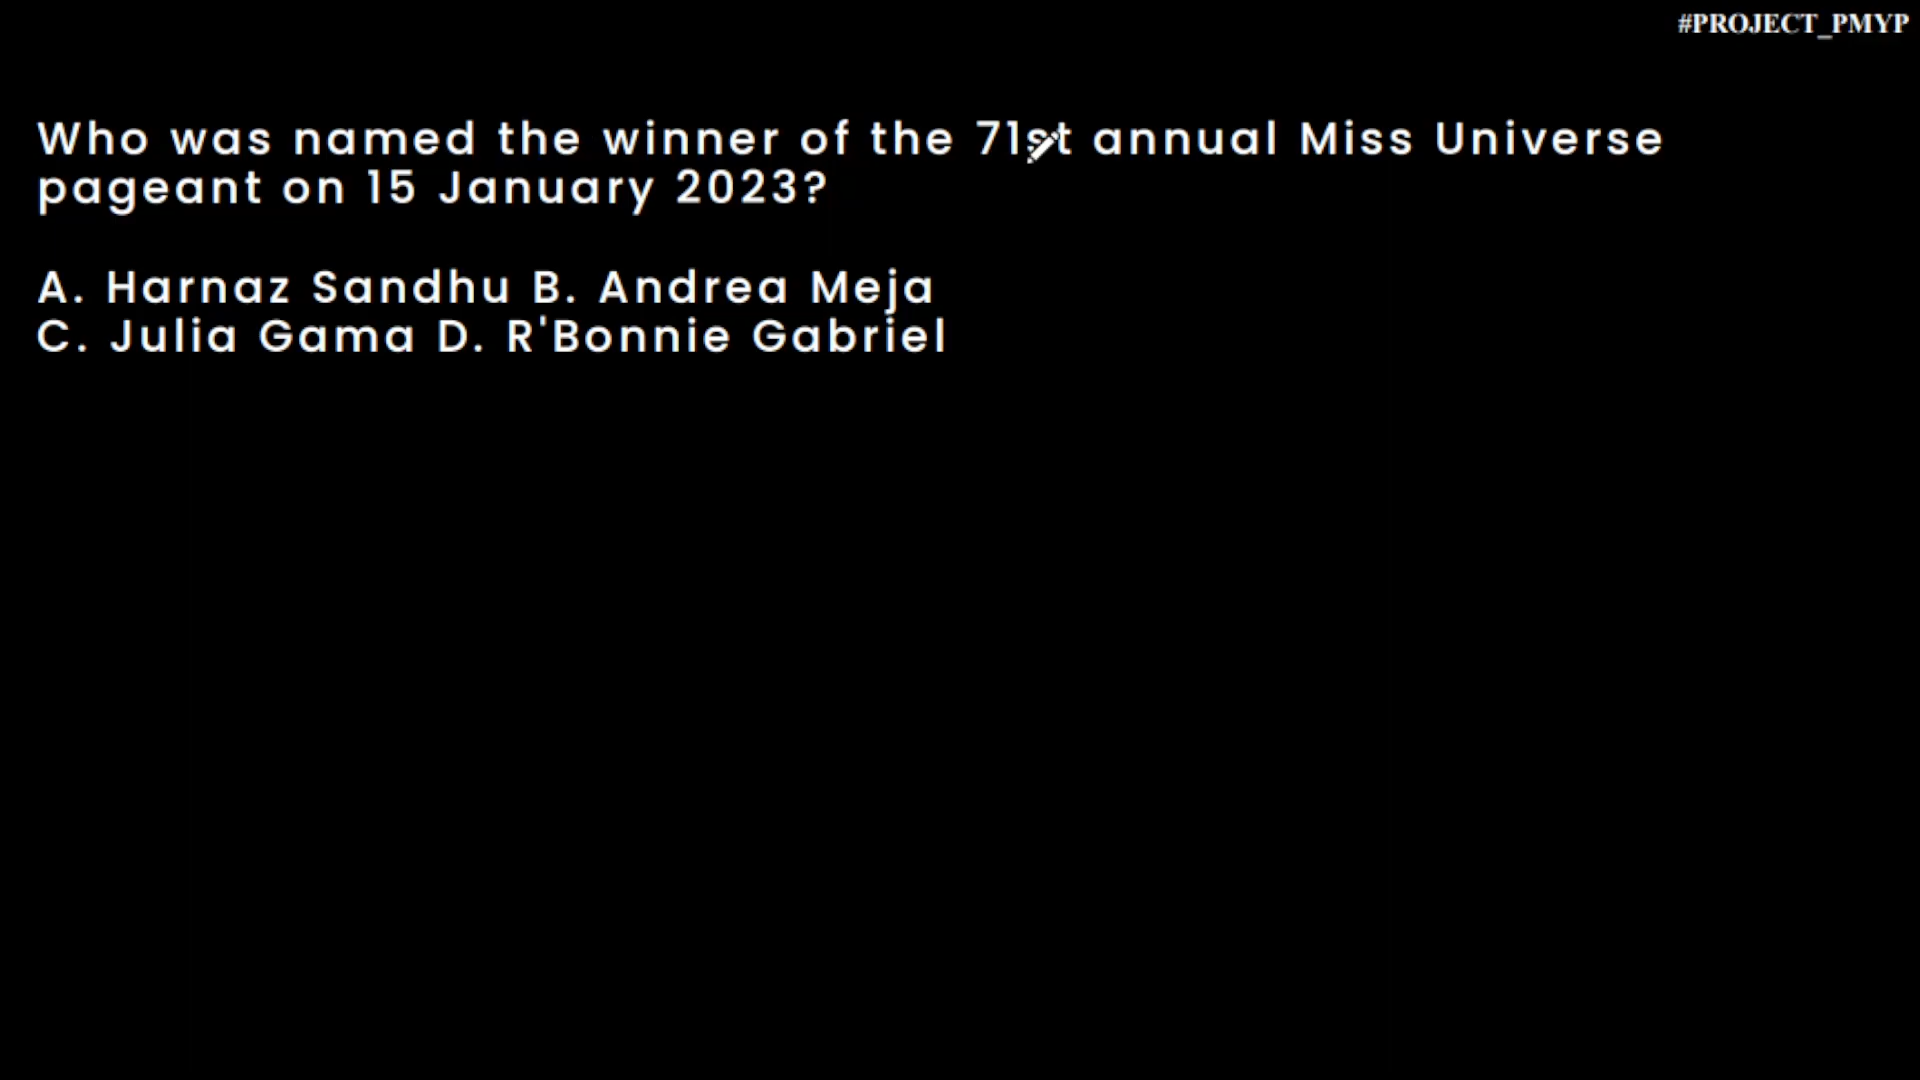 #PROJECT_PMYP
Who was named the winner of the 71st annual Miss Universe
pageant on 15 January 2023?
A. Harnaz Sandhu B. Andrea Meja
C. Julia Gama D. R'Bonnie Gabriel